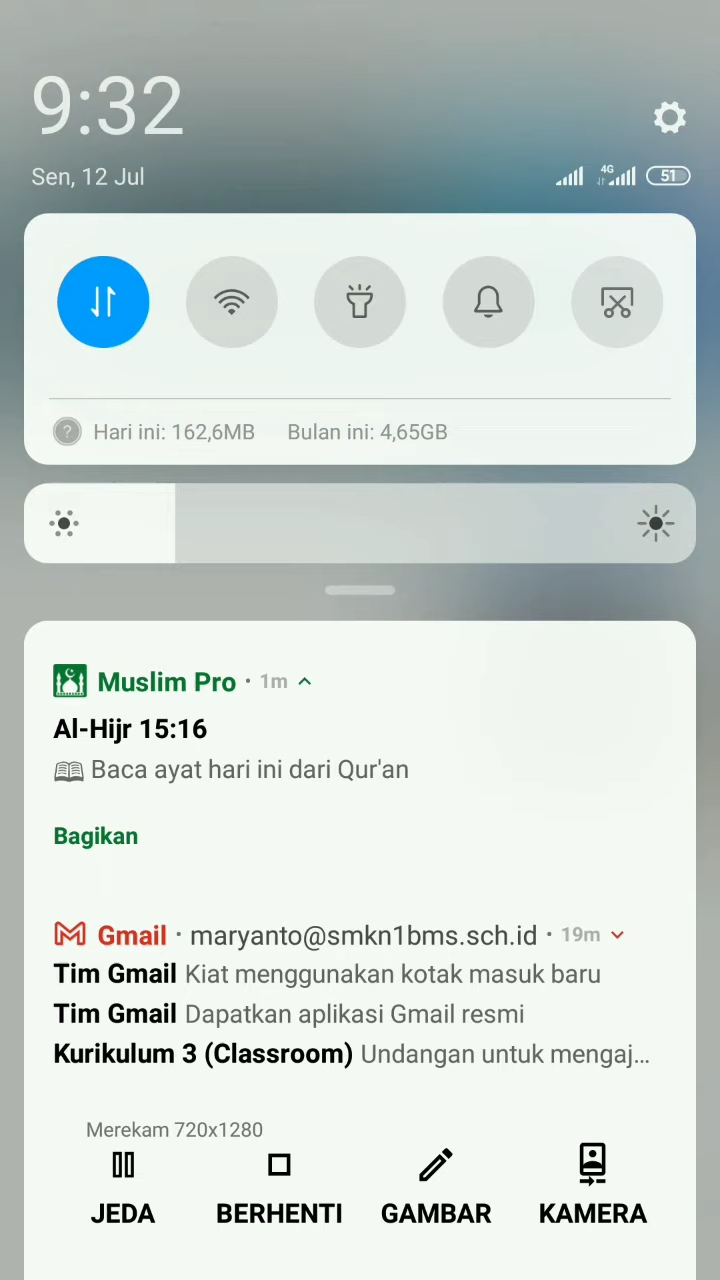 9:32
Sen, 12 Jul
4G
51
Hari ini: 162,6MB Bulan ini: 4,65GB
Muslim Pro · 1m
Al-Hijr 15:16
Baca ayat hari ini dari Qur'an
Bagikan
Gmail · maryanto@smkn1bms.sch.id · 19m
Tim Gmail Kiat menggunakan kotak masuk baru
Tim Gmail Dapatkan aplikasi Gmail resmi
Kurikulum 3 (Classroom) Undangan untuk mengaj...
Merekam 720x1280
JEDA BERHENTI GAMBAR KAMERA